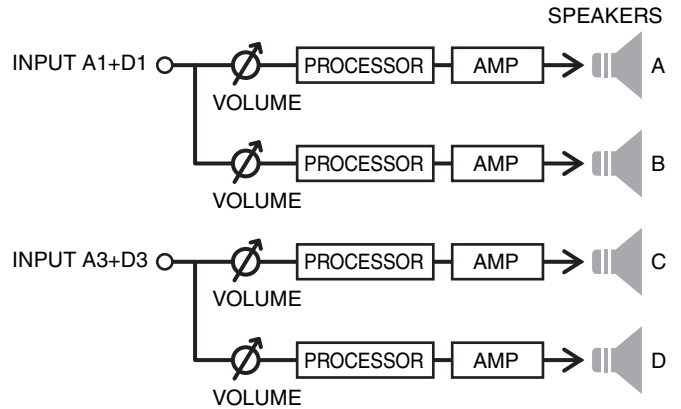 SPEAKERS
INPUT A1+D1 PROCESSOR AMP A
VOLUME
PROCESSOR AMP B
VOLUME
INPUT A3+D3 PROCESSOR AMP C
VOLUME
PROCESSOR AMP D
VOLUME